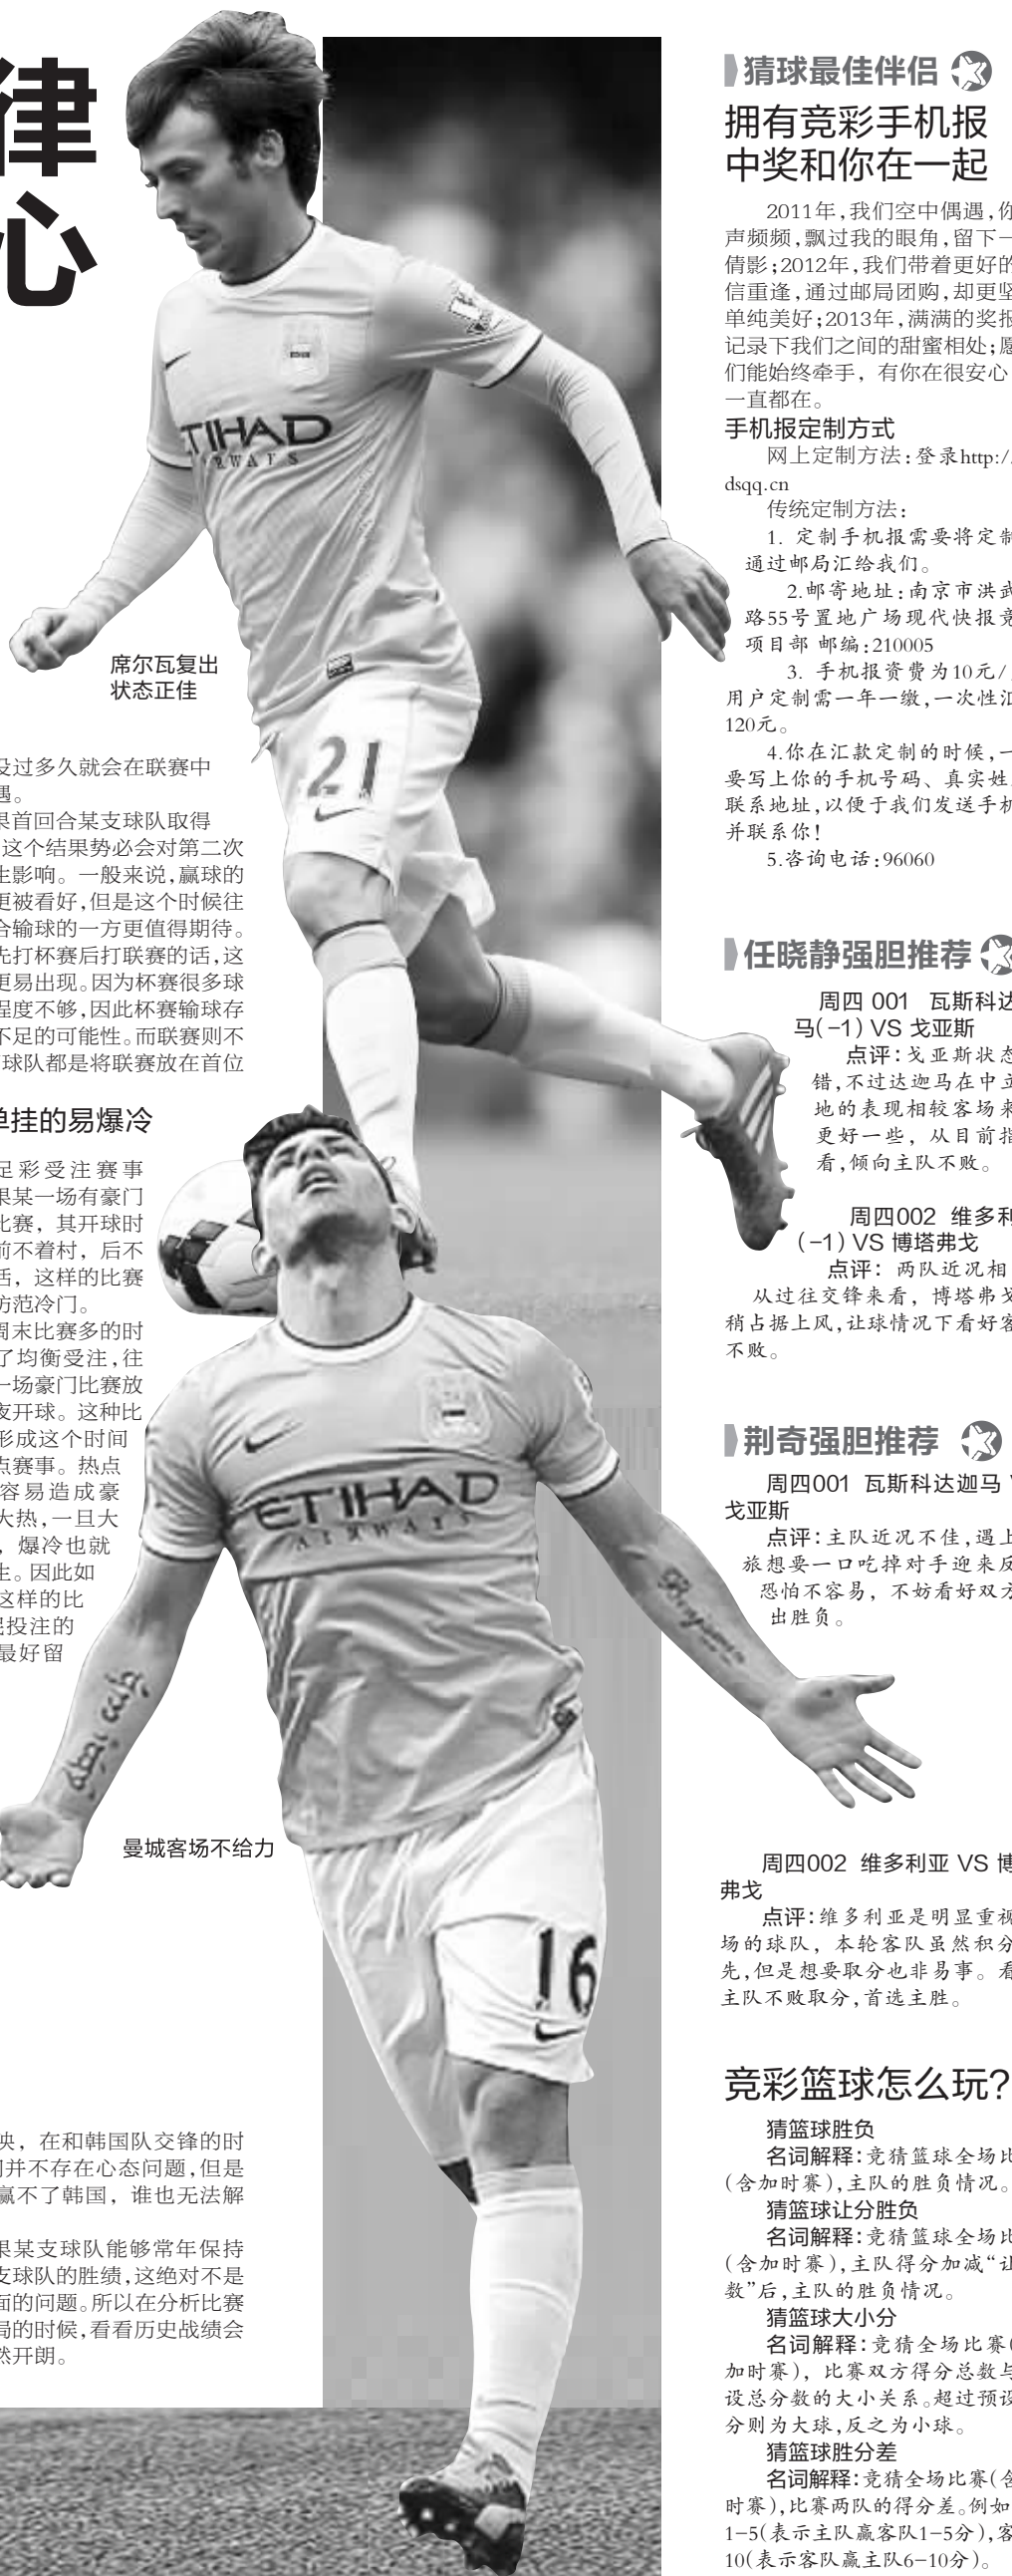 律
心
席尔瓦复出
状态正佳
没过多久就会在联赛中
遇。
果首回合某支球队取得
这个结果势必会对第二次
生影响。一般来说,赢球的
更被看好,但是这个时候往
合输球的一方更值得期待。
先打杯赛后打联赛的话,这
更易出现。因为杯赛很多球
程度不够,因此杯赛输球存
不足的可能性。而联赛则不
球队都是将联赛放在首位
单挂的易爆冷
足彩受注赛事
果某一场有豪门
比赛，其开球时
前不着村，后不
话，这样的比赛
防范冷门。
周末比赛多的时
了均衡受注,往
一场豪门比赛放
夜开球。这种比
形成这个时间
点赛事。热点
容易造成豪
大热,一旦大
，爆冷也就
生。因此如
这样的比
投注的
最好留
曼城客场不给力
央，在和韩国队交锋的时
们并不存在心态问题,但是
赢不了韩国，谁也无法解
果某支球队能够常年保持
支球队的胜绩,这绝对不是
面的问题。所以在分析比赛
局的时候,看看历史战绩会
然开朗。
ETIHAD
AIRWAYS
21
ETIHAD
AIRWAYS
16
猜球最佳伴侣
拥有竞彩手机报
中奖和你在一起
2011年,我们空中偶遇,你
声频频,飘过我的眼角,留下一
倩影;2012年,我们带着更好的
信重逢,通过邮局团购,却更坚
单纯美好;2013年,满满的奖报
记录下我们之间的甜蜜相处;愿
们能始终牵手，有你在很安心
一直都在。
手机报定制方式
网上定制方法:登录http://
dsqq.cn
传统定制方法:
1. 定制手机报需要将定制
通过邮局汇给我们。
2.邮寄地址:南京市洪武
路55号置地广场现代快报竞
项目部 邮编:210005
3. 手机报资费为10元/
用户定制需一年一缴,一次性汇
120元。
4.你在汇款定制的时候,一
要写上你的手机号码、真实姓
联系地址,以便于我们发送手机
并联系你!
5.咨询电话:96060
任晓静强胆推荐
周四 001 瓦斯科达
马(-1) VS 戈亚斯
点评:戈亚斯状态
错,不过达迦马在中立
地的表现相较客场来
更好一些，从目前指
看,倾向主队不败。
周四002 维多利
(-1) VS 博塔弗戈
点评：两队近况相
从过往交锋来看，博塔弗戈
稍占据上风,让球情况下看好客
不败。
荆奇强胆推荐
周四001 瓦斯科达迦马 V
戈亚斯
点评:主队近况不佳,遇上
旅想要一口吃掉对手迎来反
恐怕不容易，不妨看好双方
出胜负。
周四002 维多利亚 VS 博
弗戈
点评:维多利亚是明显重视
场的球队，本轮客队虽然积分
先,但是想要取分也非易事。看
主队不败取分,首选主胜。
竞彩篮球怎么玩?
猜篮球胜负
名词解释:竞猜篮球全场比
(含加时赛),主队的胜负情况。
猜篮球让分胜负
名词解释:竞猜篮球全场比
(含加时赛),主队得分加减“让
数”后,主队的胜负情况。
猜篮球大小分
名词解释:竞猜全场比赛(
加时赛)，比赛双方得分总数与
设总分数的大小关系。超过预设
分则为大球,反之为小球。
猜篮球胜分差
名词解释:竞猜全场比赛(含
时赛),比赛两队的得分差。例如
1-5(表示主队赢客队1-5分),客
10(表示客队赢主队6-10分)。